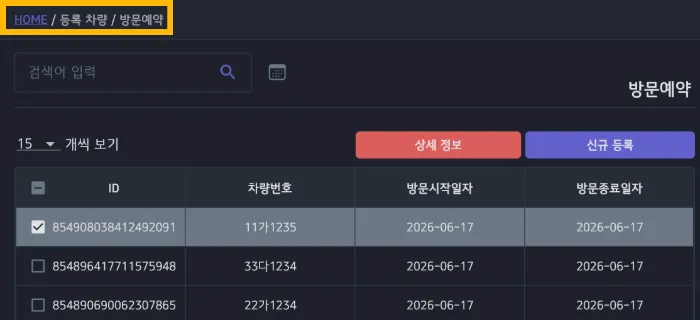 HOME / 등록 차량 / 방문예약
검색어 입력
방문예약
15 개씩 보기
상세 정보
신규 등록
ID 차량번호 방문시작일자 방문종료일자
854908038412492091 11가1235 2026-06-17 2026-06-17
854896417711575948 33다1234 2026-06-17 2026-06-17
854890690062307865 22가1234 2026-06-17 2026-06-17